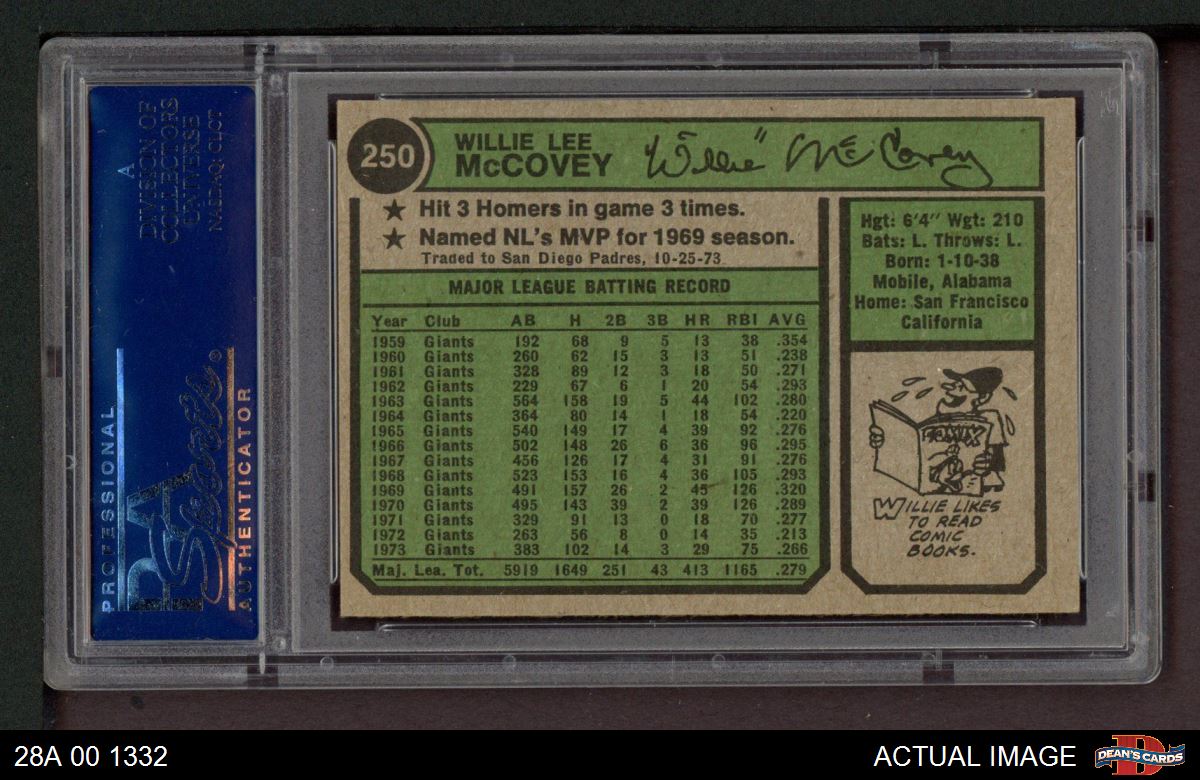 A
DIVISION OF
COLLECTORS
UNIVERSE
NASDAQ: CLCT
PROFESSIONAL
PSA
Sports®
AUTHENTICATOR
250
WILLIE LEE
McCOVEY
"Willie" McCovey
★ Hit 3 Homers in game 3 times.
★ Named NL's MVP for 1969 season.
Traded to San Diego Padres, 10-25-73
MAJOR LEAGUE BATTING RECORD
Year Club AB H 2B 3B HR RBI AVG
1959 Giants 192 68 9 5 13 38 .354
1960 Giants 260 62 15 3 13 51 .238
1961 Giants 328 89 12 3 18 50 .271
1962 Giants 229 67 6 1 20 54 .293
1963 Giants 564 158 19 5 44 102 .280
1964 Giants 364 80 14 1 18 54 .220
1965 Giants 540 149 17 4 39 92 .276
1966 Giants 502 148 26 6 36 96 .295
1967 Giants 456 126 17 4 31 91 .276
1968 Giants 523 153 16 4 36 105 .293
1969 Giants 491 157 26 2 45 126 .320
1970 Giants 495 143 39 2 39 126 .289
1971 Giants 329 91 13 0 18 70 .277
1972 Giants 263 56 8 0 14 35 .213
1973 Giants 383 102 14 3 29 75 .266
Maj. Lea. Tot. 5919 1649 251 43 413 1165 .279
Hgt: 6'4" Wgt: 210
Bats: L. Throws: L.
Born: 1-10-38
Mobile, Alabama
Home: San Francisco
California
WILLIE LIKES
TO READ
COMIC
BOOKS.
28A 00 1332
ACTUAL IMAGE
DEAN'S CARDS